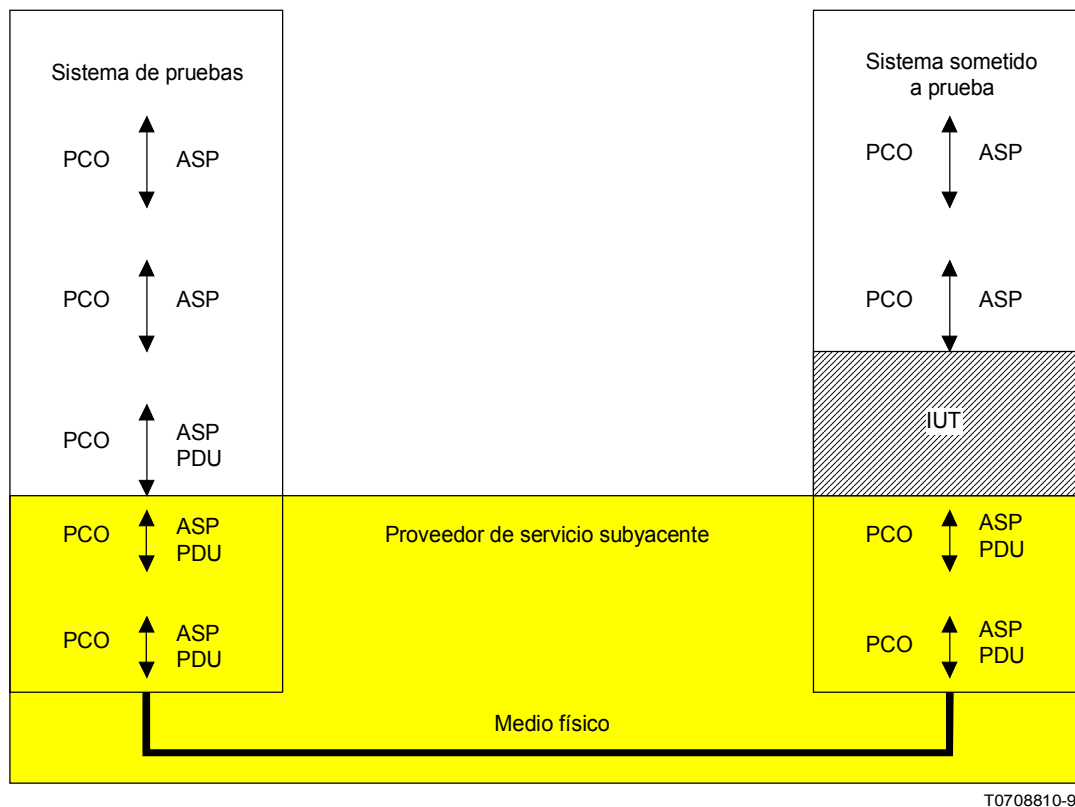 Sistema de pruebas
Sistema sometido
a prueba
PCO
ASP
PCO
ASP
PCO
ASP
PCO
ASP
PCO
ASP
PDU
IUT
PCO
ASP
PDU
Proveedor de servicio subyacente
PCO
ASP
PDU
PCO
ASP
PDU
PCO
ASP
PDU
Medio físico
T0708810-9